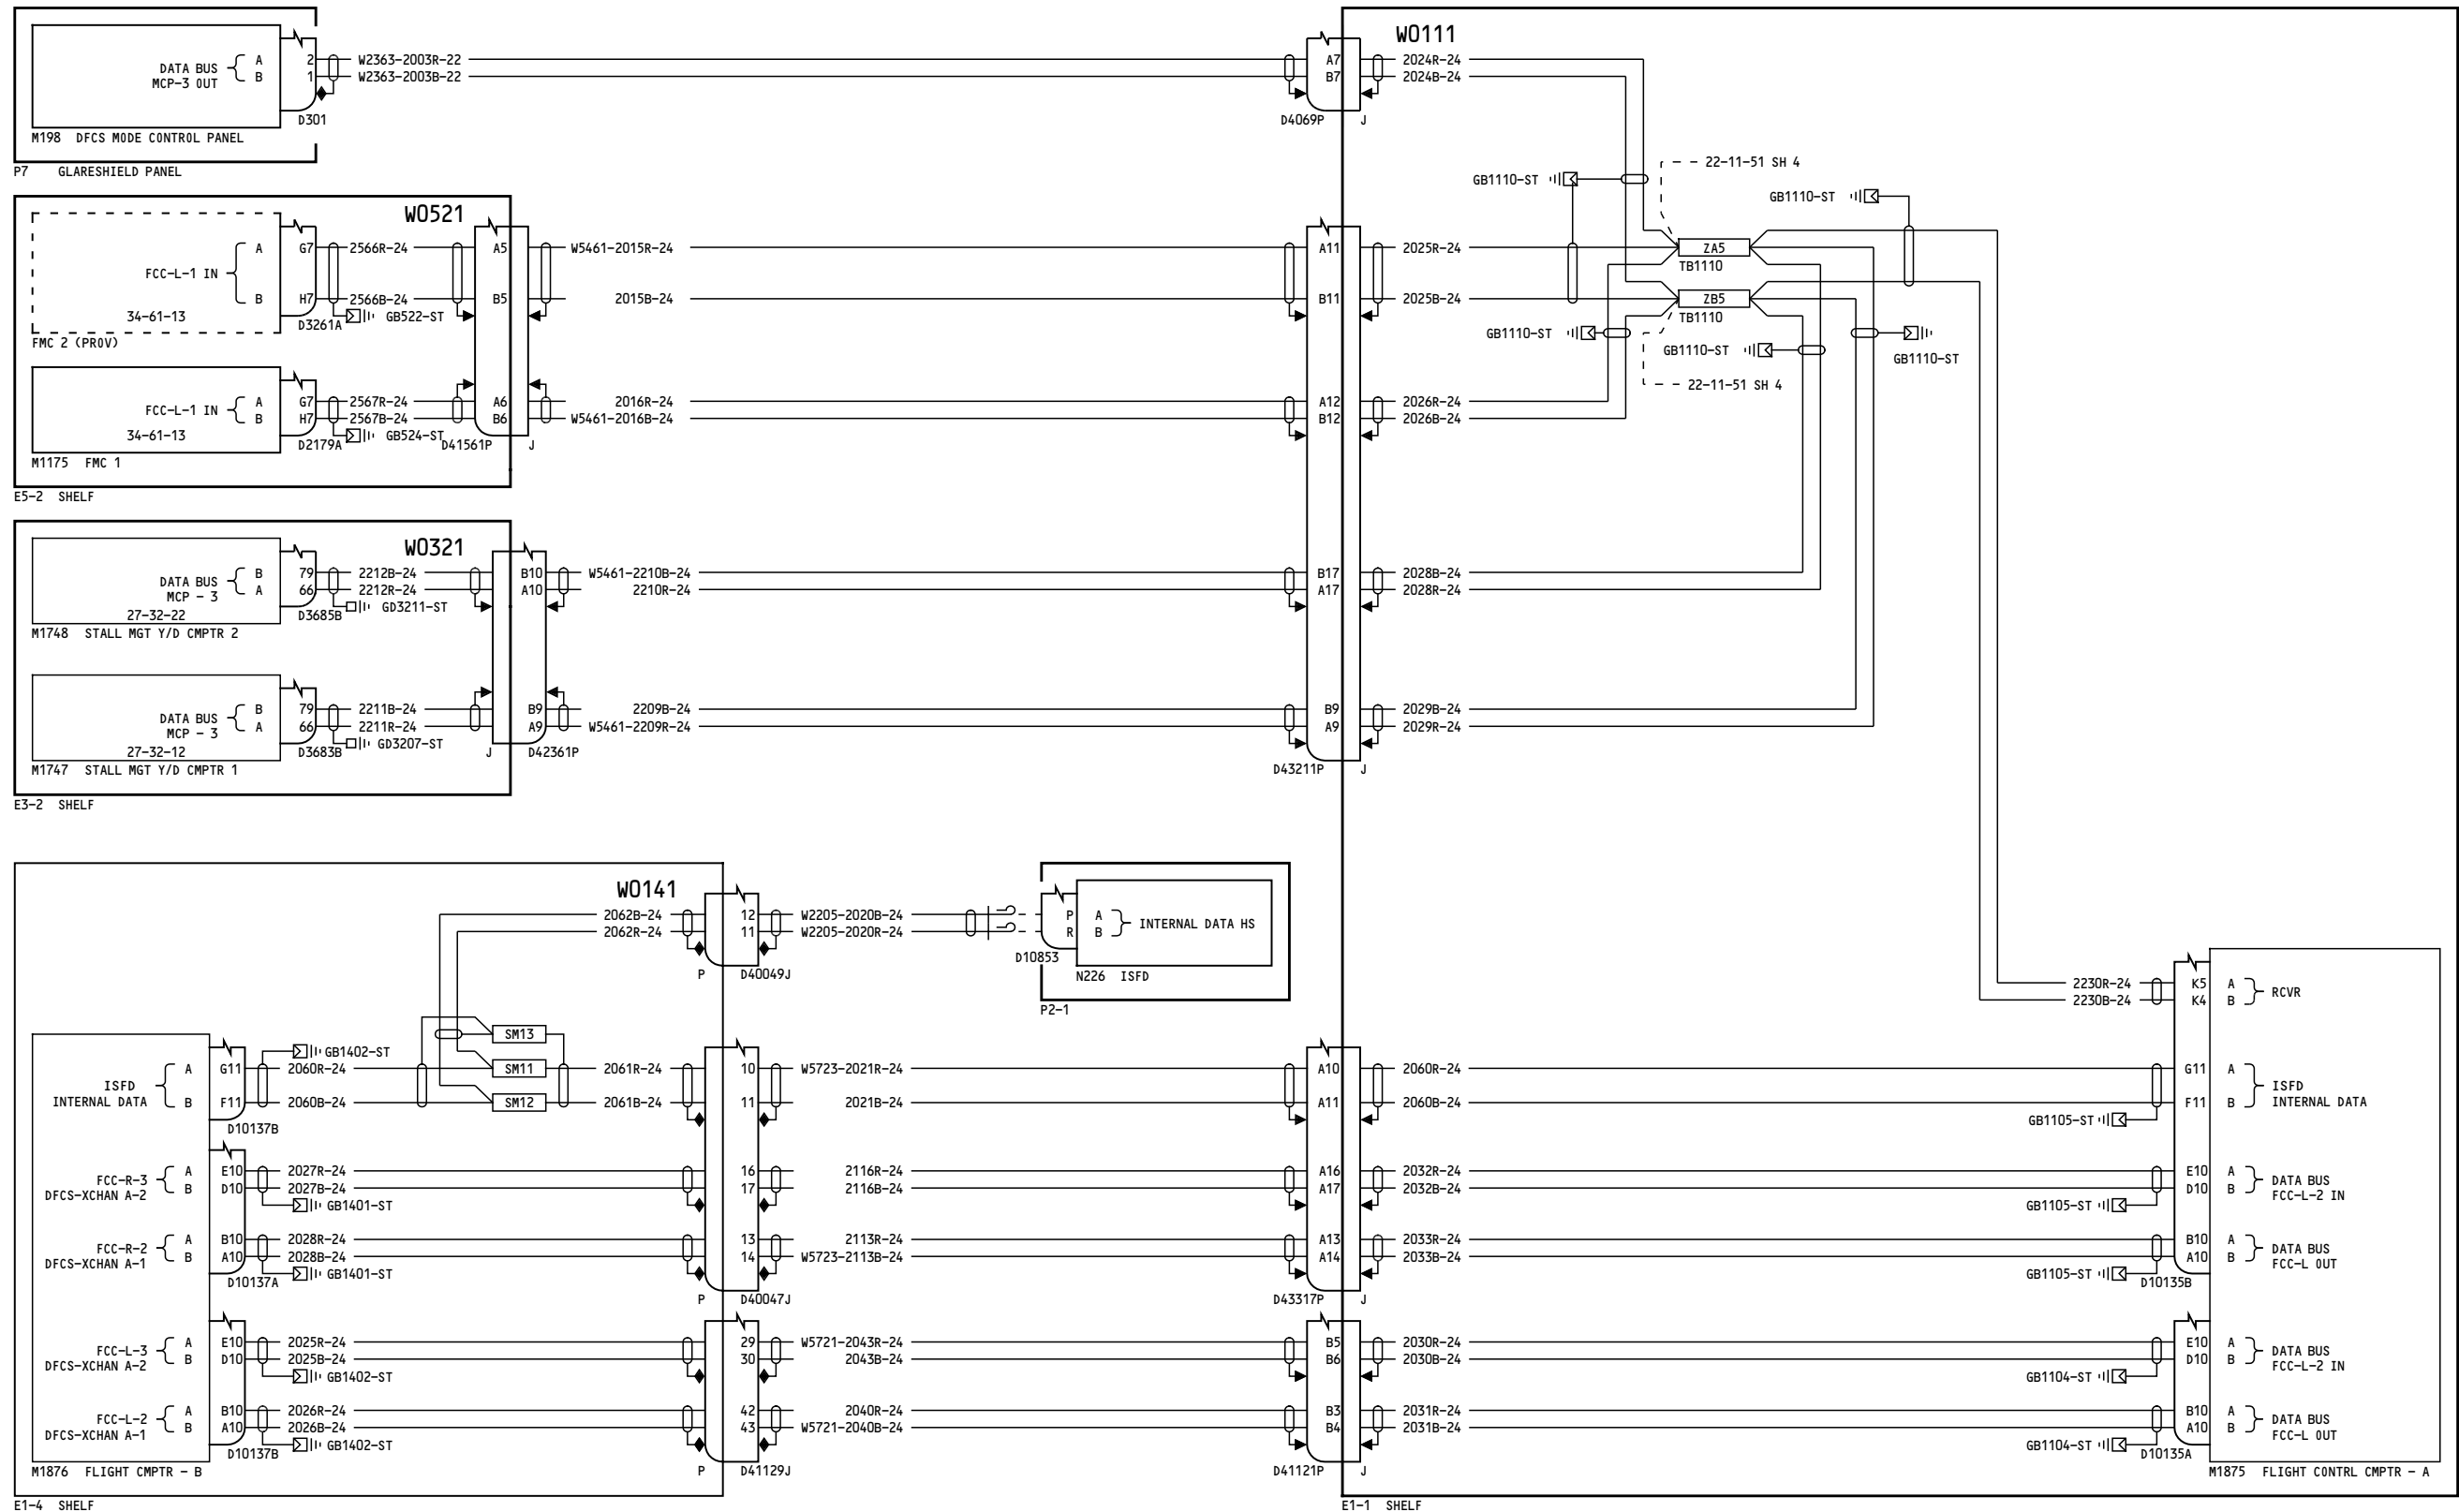 W0111
A 2 W2363-2003R-22 A7 2024R-24
DATA BUS
MCP-3 OUT
B 1 W2363-2003B-22 B7 2024B-24
D301 D4069P J
M198 DFCS MODE CONTROL PANEL
P7 GLARESHIELD PANEL
22-11-51 SH 4
GB1110-ST
GB1110-ST
W0521
A G7 2566R-24 A5 W5461-2015R-24 A11 2025R-24 ZA5
TB1110
FCC-L-1 IN
B H7 2566B-24 B5 2015B-24 B11 2025B-24 ZB5
34-61-13 D3261A GB522-ST TB1110
GB1110-ST
GB1110-ST
GB1110-ST
FMC 2 (PROV)
22-11-51 SH 4
A G7 2567R-24 A6 2016R-24 A12 2026R-24
FCC-L-1 IN
B H7 2567B-24 B6 W5461-2016B-24 B12 2026B-24
34-61-13 D2179A GB524-ST D41561P J
M1175 FMC 1
E5-2 SHELF
W0321
B 79 2212B-24 B10 W5461-2210B-24 B17 2028B-24
DATA BUS
MCP - 3
A 66 2212R-24 A10 2210R-24 A17 2028R-24
27-32-22 D3685B GD3211-ST
M1748 STALL MGT Y/D CMPTR 2
B 79 2211B-24 B9 2209B-24 B9 2029B-24
DATA BUS
MCP - 3
A 66 2211R-24 A9 W5461-2209R-24 A9 2029R-24
27-32-12 D3683B GD3207-ST J D42361P D43211P J
M1747 STALL MGT Y/D CMPTR 1
E3-2 SHELF
W0141
2062B-24 12 W2205-2020B-24 P A
INTERNAL DATA HS
2062R-24 11 W2205-2020R-24 R B
P D40049J D10853 N226 ISFD
P2-1
2230R-24 K5 A
RCVR
2230B-24 K4 B
SM13
GB1402-ST
A G11 2060R-24 SM11 2061R-24 10 W5723-2021R-24 A10 2060R-24 G11 A
ISFD
INTERNAL DATA
ISFD
INTERNAL DATA
B F11 2060B-24 SM12 2061B-24 11 2021B-24 A11 2060B-24 F11 B
D10137B GB1105-ST
A E10 2027R-24 16 2116R-24 A16 2032R-24 E10 A
FCC-R-3
DFCS-XCHAN A-2
DATA BUS
FCC-L-2 IN
B D10 2027B-24 17 2116B-24 A17 2032B-24 D10 B
GB1401-ST GB1105-ST
A B10 2028R-24 13 2113R-24 A13 2033R-24 B10 A
FCC-R-2
DFCS-XCHAN A-1
DATA BUS
FCC-L OUT
B A10 2028B-24 14 W5723-2113B-24 A14 2033B-24 A10 B
D10137A GB1401-ST GB1105-ST D10135B
P D40047J D43317P J
A E10 2025R-24 29 W5721-2043R-24 B5 2030R-24 E10 A
FCC-L-3
DFCS-XCHAN A-2
DATA BUS
FCC-L-2 IN
B D10 2025B-24 30 2043B-24 B6 2030B-24 D10 B
GB1402-ST GB1104-ST
A B10 2026R-24 42 2040R-24 B3 2031R-24 B10 A
FCC-L-2
DFCS-XCHAN A-1
DATA BUS
FCC-L OUT
B A10 2026B-24 43 W5721-2040B-24 B4 2031B-24 A10 B
D10137B GB1402-ST GB1104-ST D10135A
M1876 FLIGHT CMPTR - B P D41129J D41121P J M1875 FLIGHT CONTRL CMPTR - A
E1-4 SHELF E1-1 SHELF